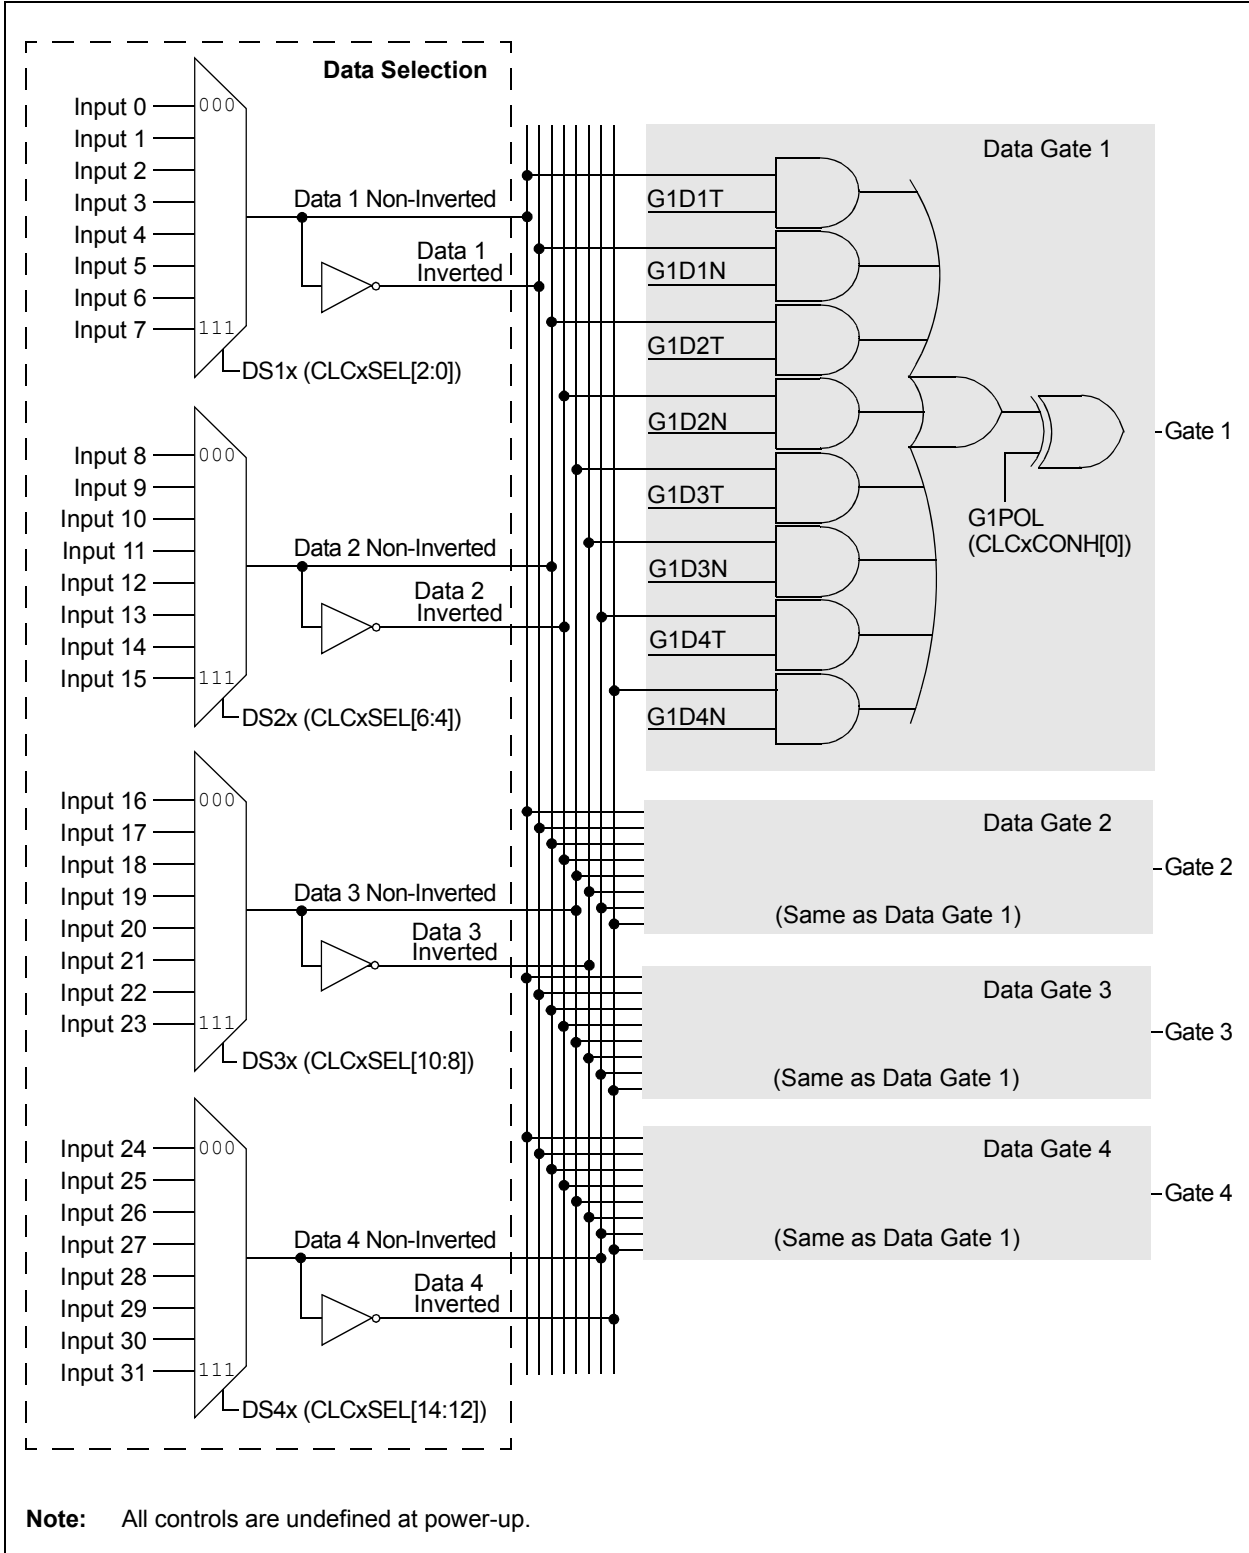 Data Selection
Input 0
Input 1
Input 2
Input 3
Input 4
Input 5
Input 6
Input 7
000
111
Data 1 Non-Inverted
Data 1
Inverted
DS1x (CLCxSEL[2:0])
Input 8
Input 9
Input 10
Input 11
Input 12
Input 13
Input 14
Input 15
000
111
Data 2 Non-Inverted
Data 2
Inverted
DS2x (CLCxSEL[6:4])
Input 16
Input 17
Input 18
Input 19
Input 20
Input 21
Input 22
Input 23
000
111
Data 3 Non-Inverted
Data 3
Inverted
DS3x (CLCxSEL[10:8])
Input 24
Input 25
Input 26
Input 27
Input 28
Input 29
Input 30
Input 31
000
111
Data 4 Non-Inverted
Data 4
Inverted
DS4x (CLCxSEL[14:12])
Data Gate 1
G1D1T
G1D1N
G1D2T
G1D2N
G1D3T
G1D3N
G1D4T
G1D4N
G1POL
(CLCxCONH[0])
Gate 1
Data Gate 2
(Same as Data Gate 1)
Gate 2
Data Gate 3
(Same as Data Gate 1)
Gate 3
Data Gate 4
(Same as Data Gate 1)
Gate 4
Note: All controls are undefined at power-up.